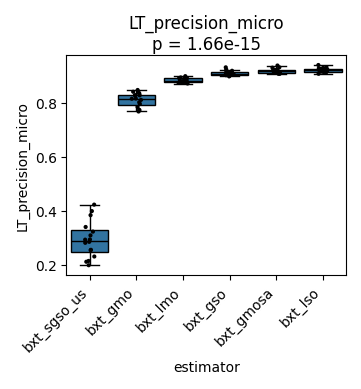 LT_precision_micro
p = 1.66e-15
LT_precision_micro
0.8
0.6
0.4
0.2
bxt_sgso_us
bxt_gmo
bxt_lmo
bxt_gso
bxt_gmosa
bxt_lso
estimator